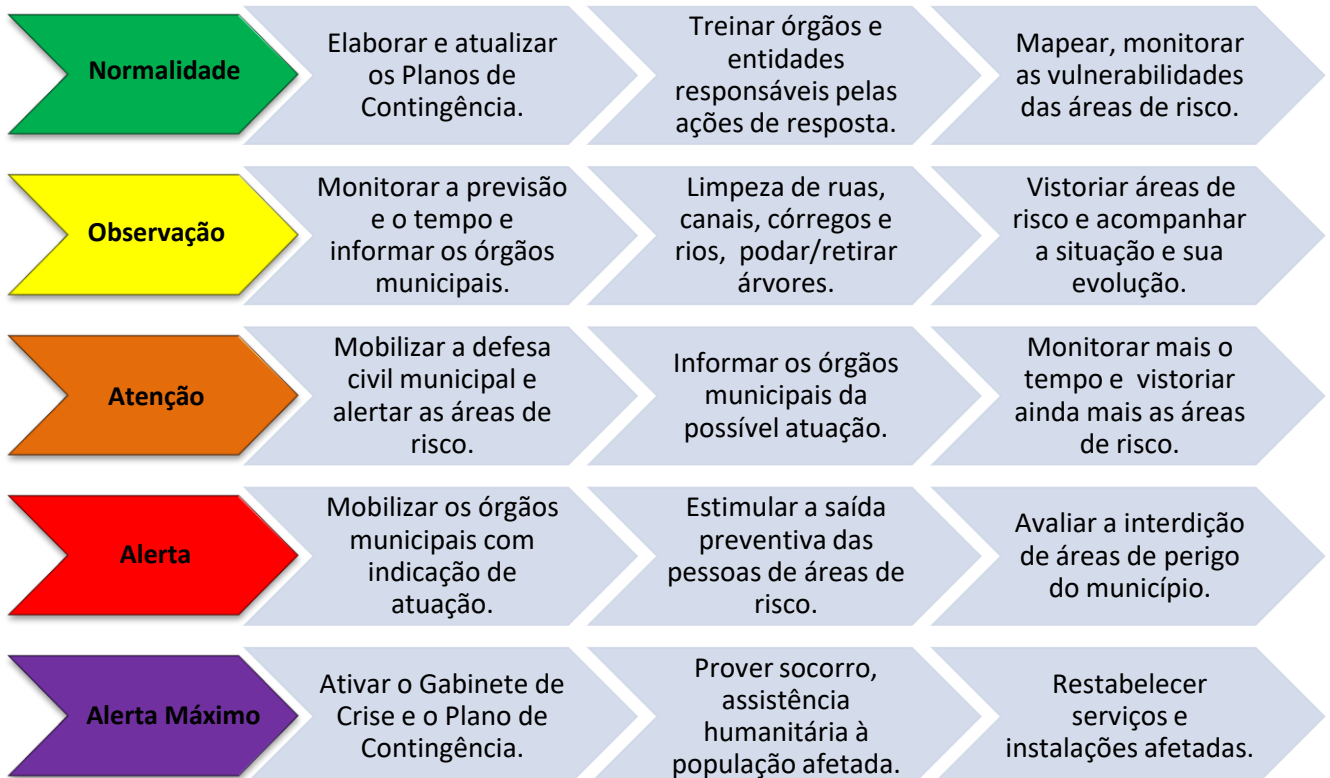 Normalidade
Elaborar e atualizar
os Planos de
Contingência.
Treinar órgãos e
entidades
responsáveis pelas
ações de resposta.
Mapear, monitorar
as vulnerabilidades
das áreas de risco.
Observação
Monitorar a previsão
e o tempo e
informar os órgãos
municipais.
Limpeza de ruas,
canais, córregos e
rios, podar/retirar
árvores.
Vistoriar áreas de
risco e acompanhar
a situação e sua
evolução.
Atenção
Mobilizar a defesa
civil municipal e
alertar as áreas de
risco.
Informar os órgãos
municipais da
possível atuação.
Monitorar mais o
tempo e vistoriar
ainda mais as áreas
de risco.
Alerta
Mobilizar os órgãos
municipais com
indicação de
atuação.
Estimular a saída
preventiva das
pessoas de áreas de
risco.
Avaliar a interdição
de áreas de perigo
do município.
Alerta Máximo
Ativar o Gabinete de
Crise e o Plano de
Contingência.
Prover socorro,
assistência
humanitária à
população afetada.
Restabelecer
serviços e
instalações afetadas.